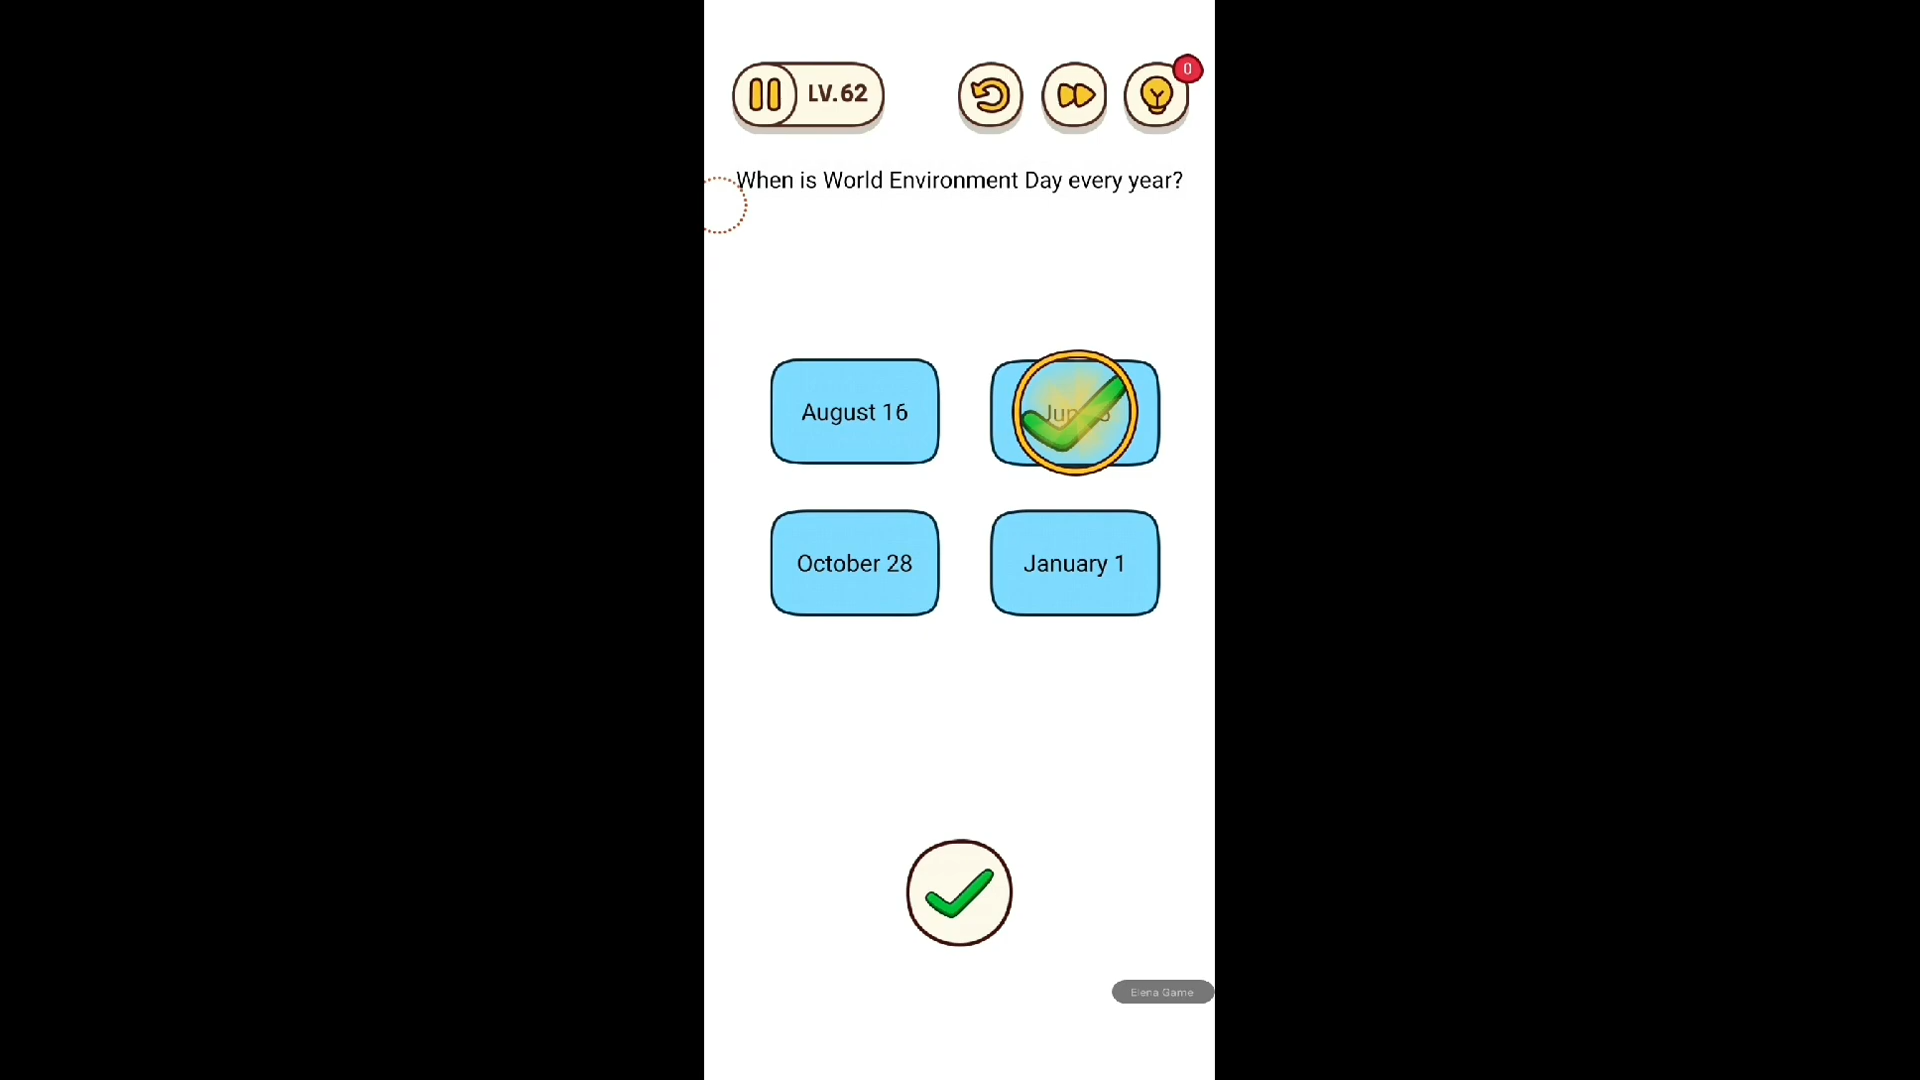 LV.62
0
When is World Environment Day every year?
August 16
October 28
January 1
Elena Game